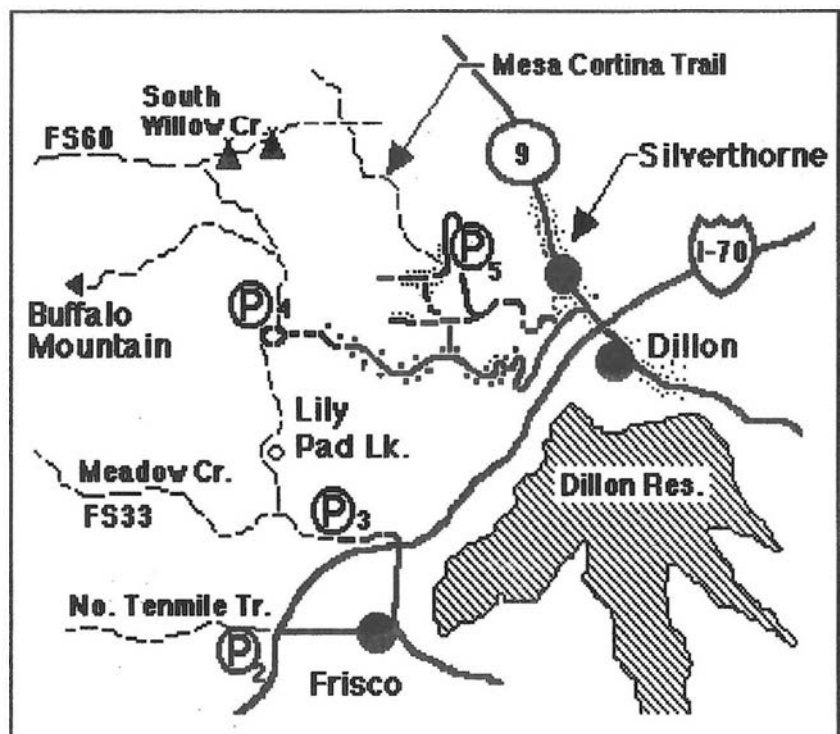 Mesa Cortina Trail
South
Willow Cr.
FS60
9
Silverthorne
I-70
P5
P4
Buffalo
Mountain
Dillon
Lily
Pad Lk.
Meadow Cr.
FS33
P3
Dillon Res.
No. Tenmile Tr.
P2
Frisco